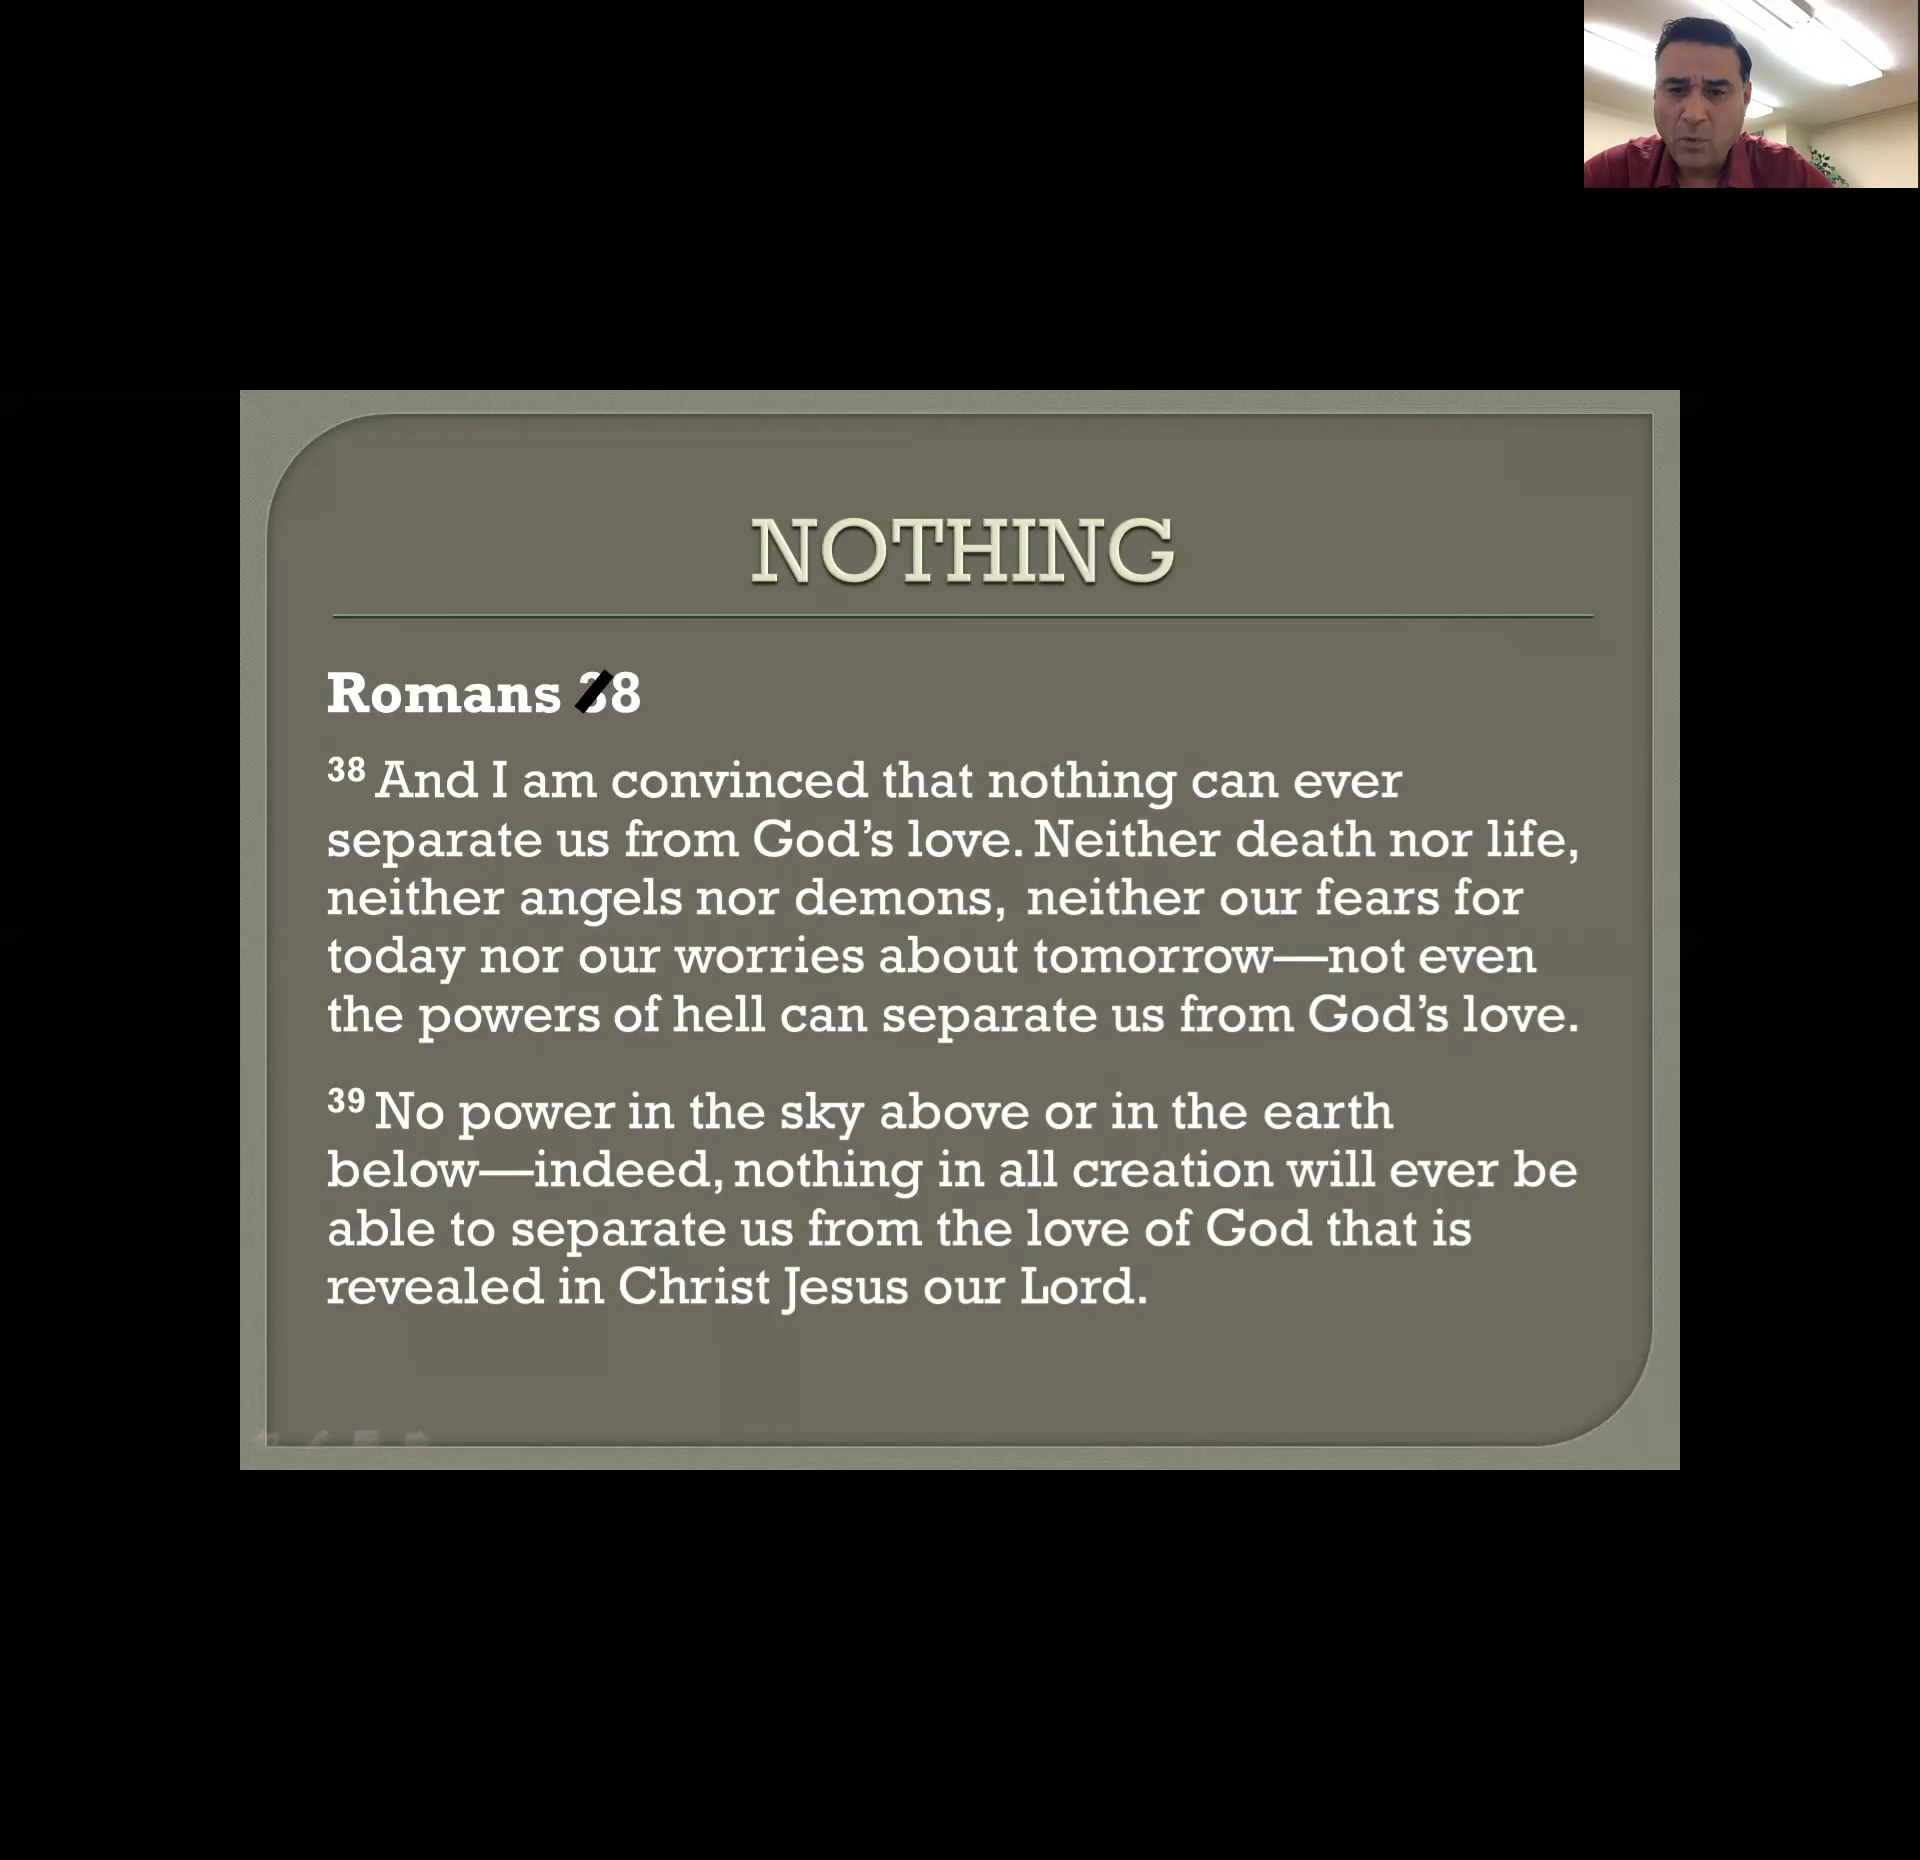 NOTHING
Romans 38
38 And I am convinced that nothing can ever
separate us from God’s love. Neither death nor life,
neither angels nor demons, neither our fears for
today nor our worries about tomorrow—not even
the powers of hell can separate us from God’s love.
39 No power in the sky above or in the earth
below—indeed, nothing in all creation will ever be
able to separate us from the love of God that is
revealed in Christ Jesus our Lord.